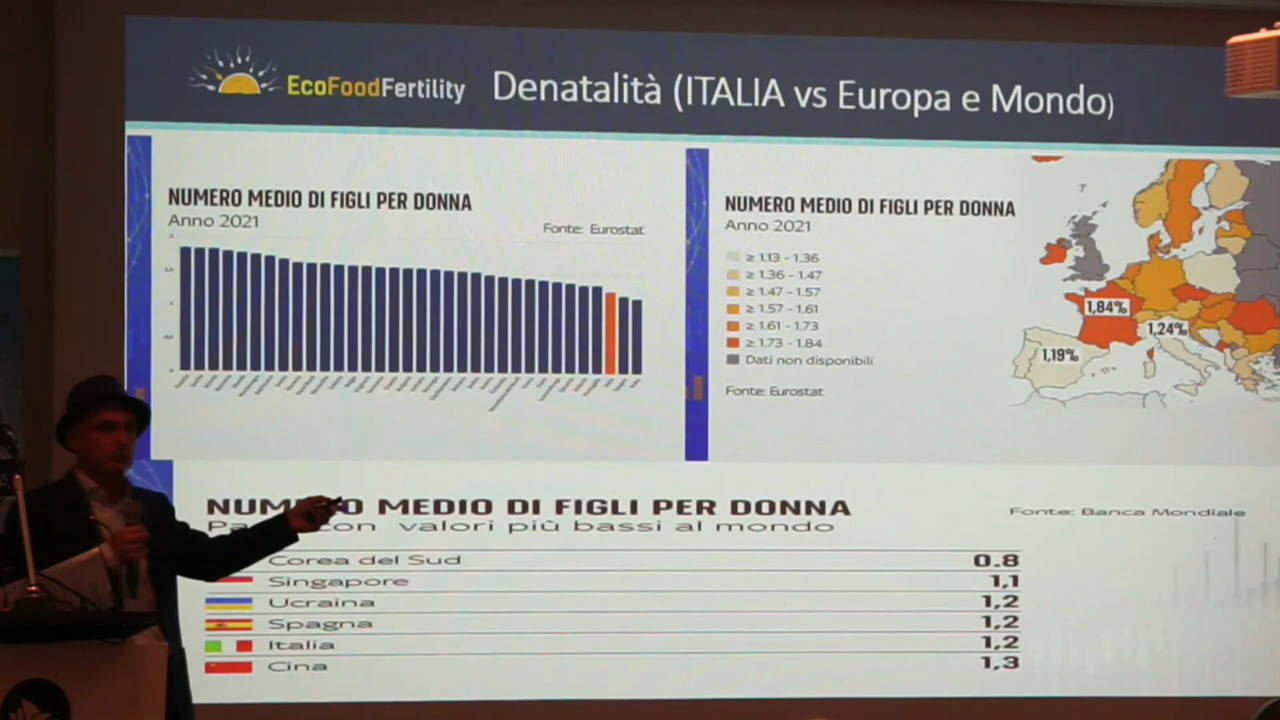 EcoFoodFertility
Denatalità (ITALIA vs Europa e Mondo)
NUMERO MEDIO DI FIGLI PER DONNA
Anno 2021
Fonte: Eurostat
NUMERO MEDIO DI FIGLI PER DONNA
Anno 2021
≥ 1.13 - 1.36
≥ 1.36 - 1.47
≥ 1.47 - 1.57
≥ 1.57 - 1.61
≥ 1.61 - 1.73
≥ 1.73 - 1.84
Dati non disponibili
Fonte: Eurostat
1,84%
1,24%
1,19%
NUM O MEDIO DI FIGLI PER DONNA
Pa con valori più bassi al mondo
Fonte: Banca Mondiale
Corea del Sud 0.8
Singapore 1,1
Ucraina 1,2
Spagna 1,2
Italia 1,2
Cina 1,3